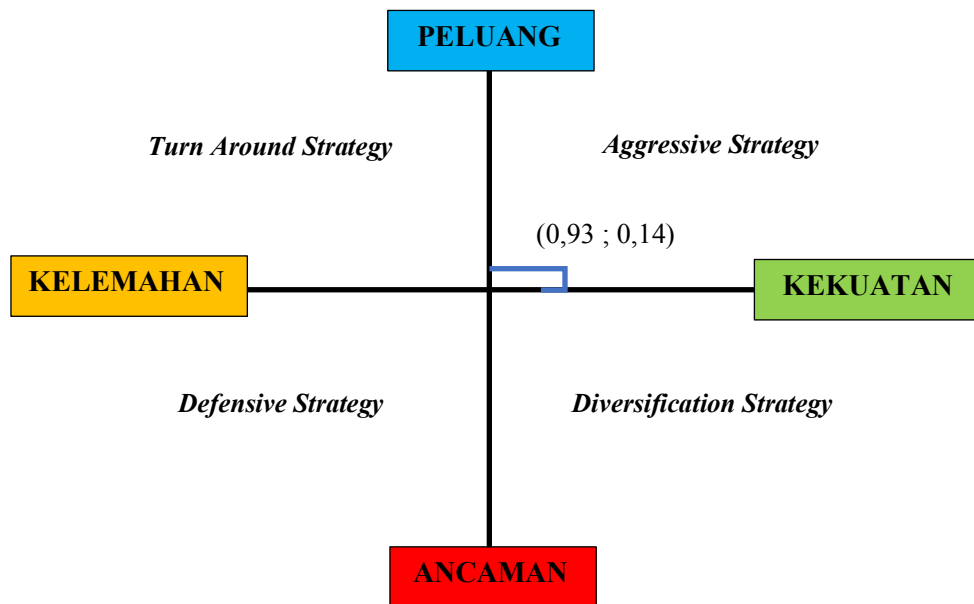 PELUANG
Turn Around Strategy
Aggressive Strategy
(0,93 ; 0,14)
KELEMAHAN
KEKUATAN
Defensive Strategy
Diversification Strategy
ANCAMAN